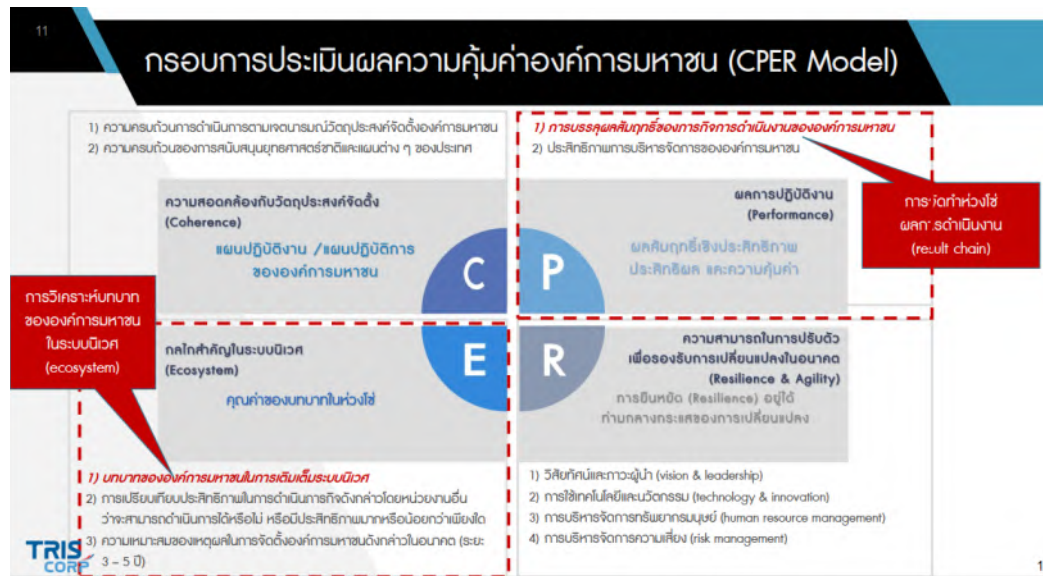 11
กรอบการประเมินผลความคุ้มค่าองค์การมหาชน (CPER Model)
1) ความครบถ้วนการดำเนินการตามเจตนารมณ์วัตถุประสงค์จัดตั้งองค์การมหาชน
2) ความครบถ้วนของการสนับสนุนยุทธศาสตร์ชาติและแผนต่าง ๆ ของประเทศ
ความสอดคล้องกับวัตถุประสงค์จัดตั้ง
(Coherence)
แผนปฏิบัติงาน /แผนปฏิบัติการ
ขององค์การมหาชน
C
1) การบรรลุผลสัมฤทธิ์ของภารกิจการดำเนินงานขององค์การมหาชน
2) ประสิทธิภาพการบริหารจัดการขององค์การมหาชน
ผลการปฏิบัติงาน
(Performance)
ผลสัมฤทธิ์เชิงประสิทธิภาพ
ประสิทธิผล และความคุ้มค่า
P
การจัดทำห่วงโซ่
ผลการดำเนินงาน
(result chain)
การวิเคราะห์บทบาท
ขององค์การมหาชน
ในระบบนิเวศ
(ecosystem)
กลไกสำคัญในระบบนิเวศ
(Ecosystem)
คุณค่าของบทบาทในห่วงโซ่
E
1) บทบาทขององค์การมหาชนในการเติมเต็มระบบนิเวศ
2) การเปรียบเทียบประสิทธิภาพในการดำเนินภารกิจดังกล่าวโดยหน่วยงานอื่น
ว่าจะสามารถดำเนินการได้หรือไม่ หรือมีประสิทธิภาพมากหรือน้อยกว่าเพียงใด
3) ความเหมาะสมของเหตุผลในการจัดตั้งองค์การมหาชนดังกล่าวในอนาคต (ระยะ
3 – 5 ปี)
R
ความสามารถในการปรับตัว
เพื่อรองรับการเปลี่ยนแปลงในอนาคต
(Resilience & Agility)
การยืนหยัด (Resilience) อยู่ได้
ท่ามกลางกระแสของการเปลี่ยนแปลง
1) วิสัยทัศน์และภาวะผู้นำ (vision & leadership)
2) การใช้เทคโนโลยีและนวัตกรรม (technology & innovation)
3) การบริหารจัดการทรัพยากรมนุษย์ (human resource management)
4) การบริหารจัดการความเสี่ยง (risk management)
TRIS
CORP
1